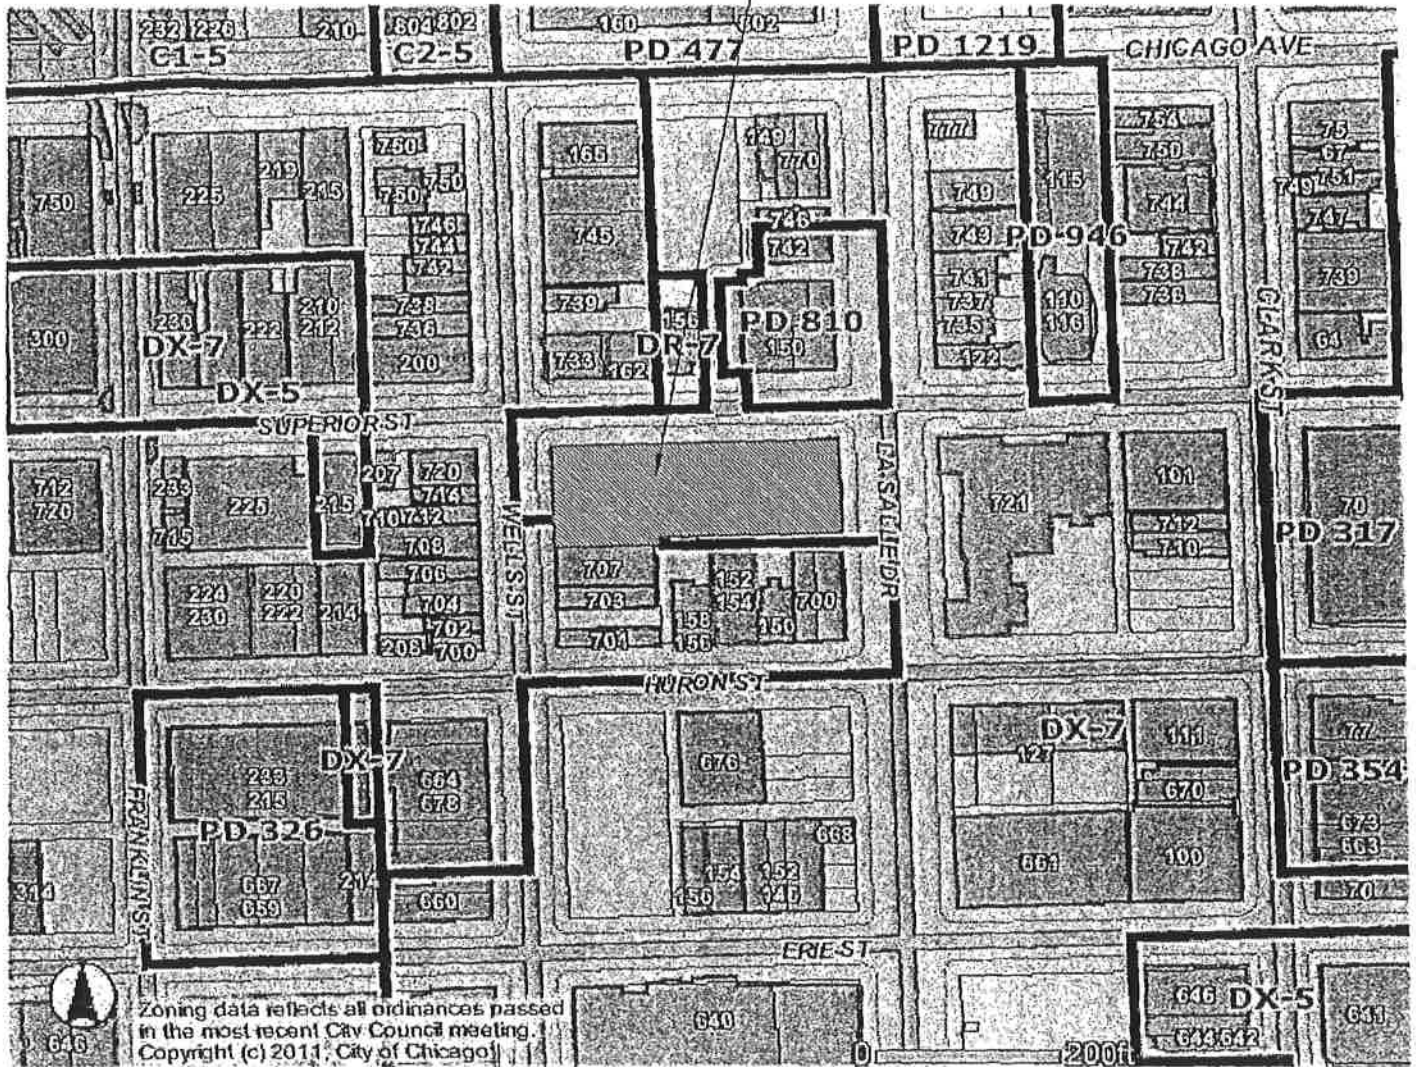 232 226 210 604 802 160 602
C1-5 C2-5 PD 477 PD 1219 CHICAGO AVE
750 225 219 215 750 750 750 746 744 742 738 736 200
165 745 739 733 162
149 770 746 742
777 749 743 741 737 735 122
115 PD 946 110 116
754 750 744 742 738 738
75 67 749 751 747 739 64
CLARK ST
300 230 DX-7 222 210 212
156 DR-7 PD 810 150
DX-5
SUPERIOR ST
712 720 233 715 225 215 207 710 720 714 712 708 706 704 702 700 208
224 230 220 222 214
WELLS ST
LA SALLE DR
707 703 701 158 156 152 154 150 700
721 101 712 710
70
PD 317
HURON ST
233 215 DX-7 664 678
PD 326
667 659 660
FRANKLIN ST
314
676 668 154 156 152 146
DX-7 127 111 670 661 100
77
PD 354
673 663 70
ERIE ST
640
646 DX-5
644 642 641
646
Zoning data reflects all ordinances passed
in the most recent City Council meeting.
Copyright (c) 2011, City of Chicago
0 200ft